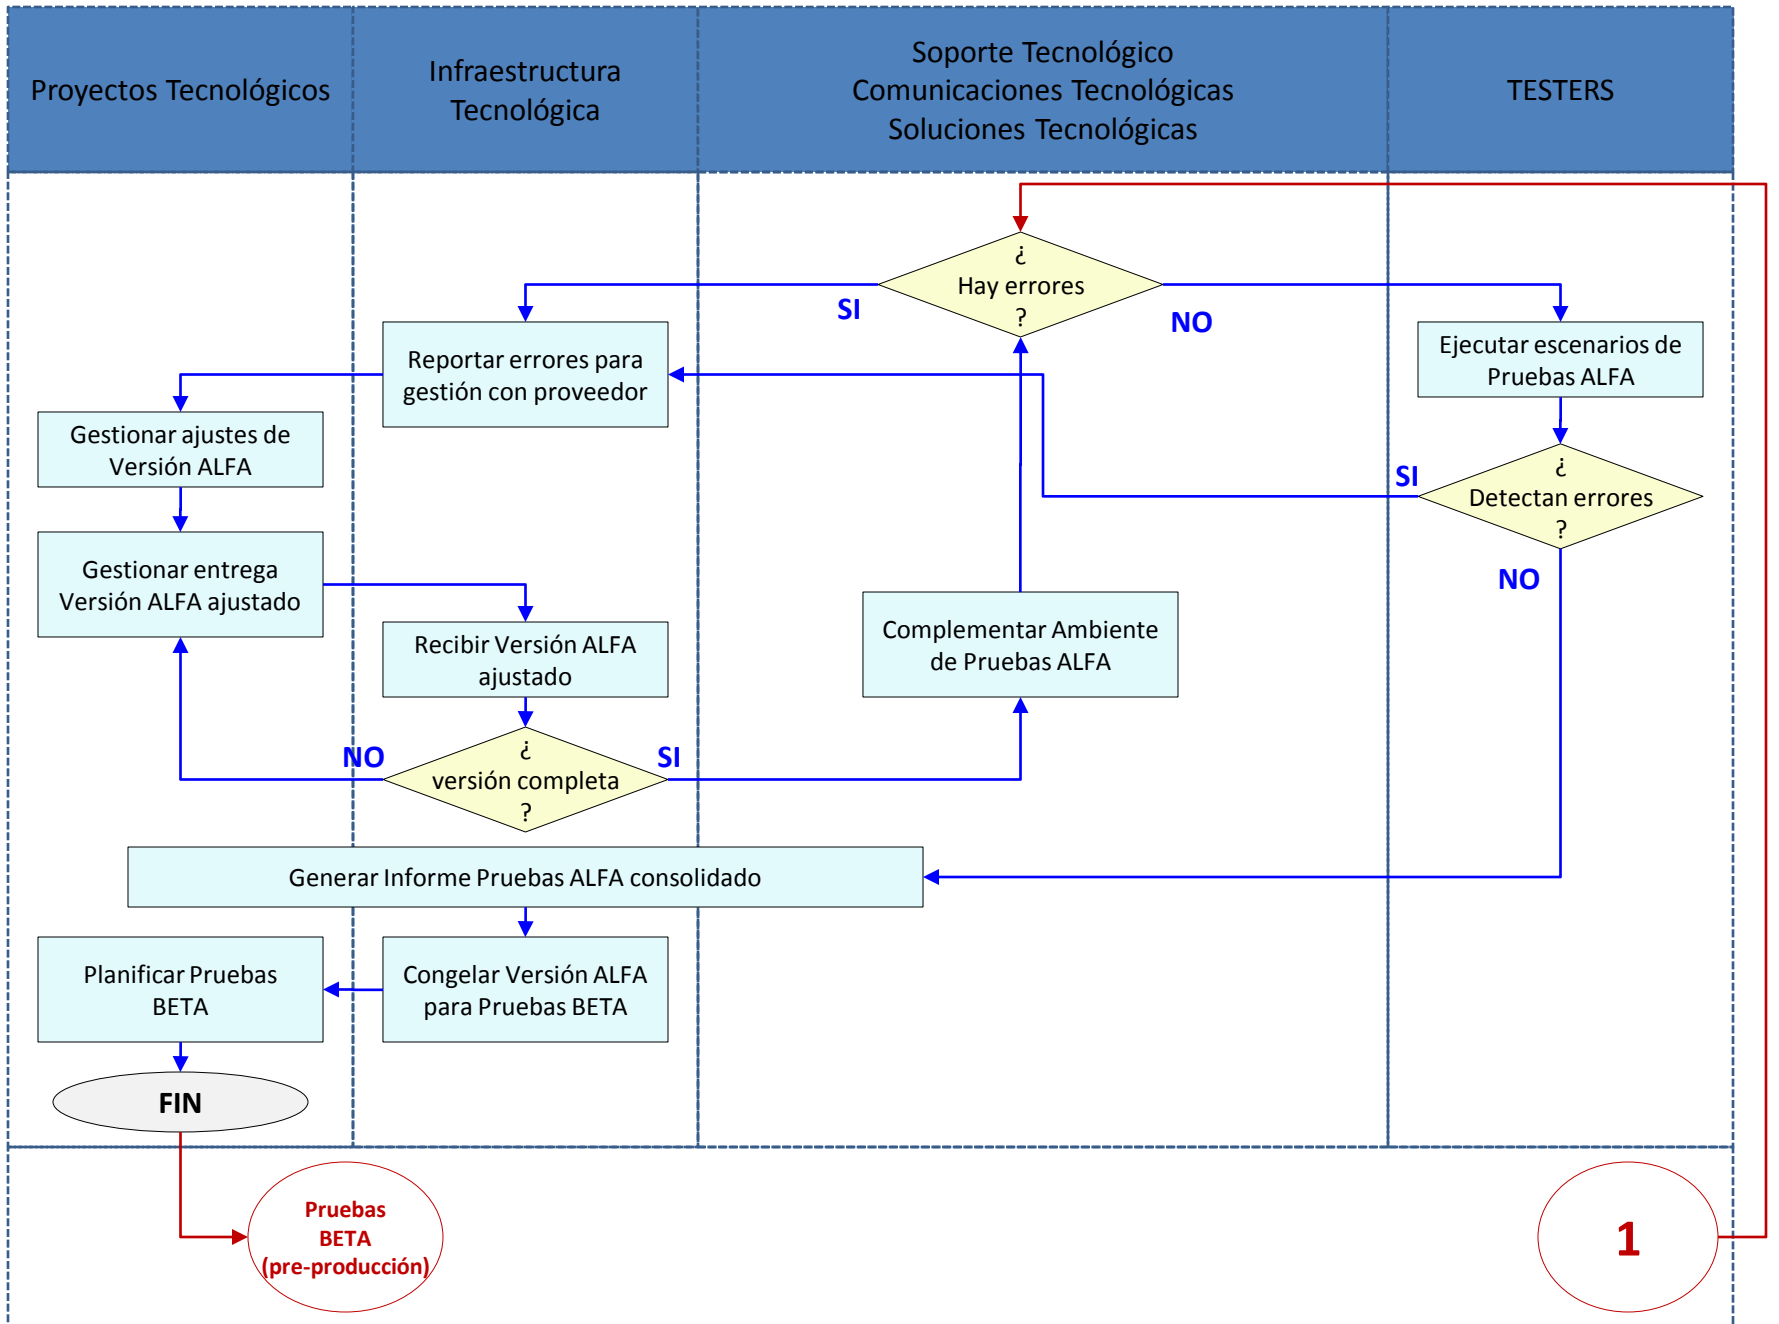 Proyectos Tecnológicos
Infraestructura
Tecnológica
Soporte Tecnológico
Comunicaciones Tecnológicas
Soluciones Tecnológicas
TESTERS
¿
Hay errores
?
SI
NO
Reportar errores para
gestión con proveedor
Ejecutar escenarios de
Pruebas ALFA
Gestionar ajustes de
Versión ALFA
¿
Detectan errores
?
SI
NO
Gestionar entrega
Versión ALFA ajustado
Recibir Versión ALFA
ajustado
Complementar Ambiente
de Pruebas ALFA
¿
versión completa
?
NO
SI
Generar Informe Pruebas ALFA consolidado
Planificar Pruebas
BETA
Congelar Versión ALFA
para Pruebas BETA
FIN
Pruebas
BETA
(pre-producción)
1